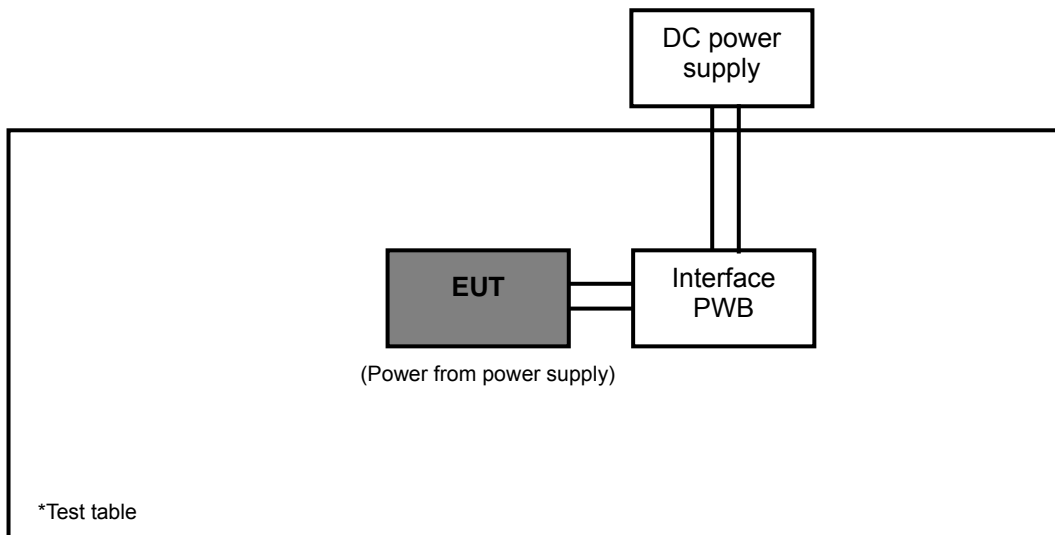 DC power
supply
EUT
Interface
PWB
(Power from power supply)
*Test table